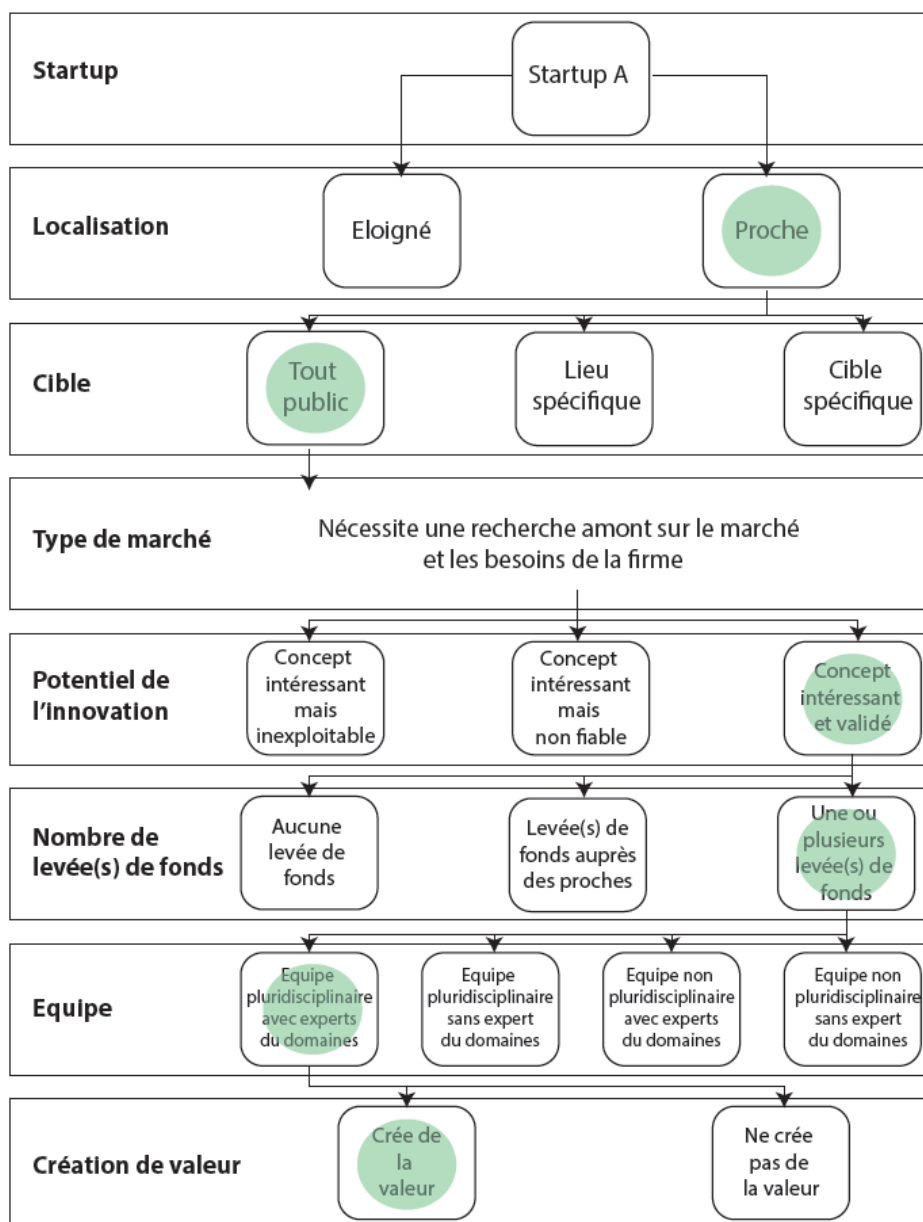 Startup
Startup A
Localisation
Eloigné
Proche
Cible
Tout
public
Lieu
spécifique
Cible
spécifique
Type de marché
Nécessite une recherche amont sur le marché
et les besoins de la firme
Potentiel de
l'innovation
Concept
intéressant
mais
inexploitable
Concept
intéressant
mais
non fiable
Concept
intéressant
et validé
Nombre de
levée(s) de fonds
Aucune
levée de
fonds
Levée(s) de
fonds auprès
des proches
Une ou
plusieurs
levée(s) de
fonds
Equipe
Equipe
pluridisciplinaire
avec experts
du domaines
Equipe
pluridisciplinaire
sans expert
du domaines
Equipe non
pluridisciplinaire
avec experts
du domaines
Equipe non
pluridisciplinaire
sans expert
du domaines
Création de valeur
Crée de
la
valeur
Ne crée
pas de
la valeur